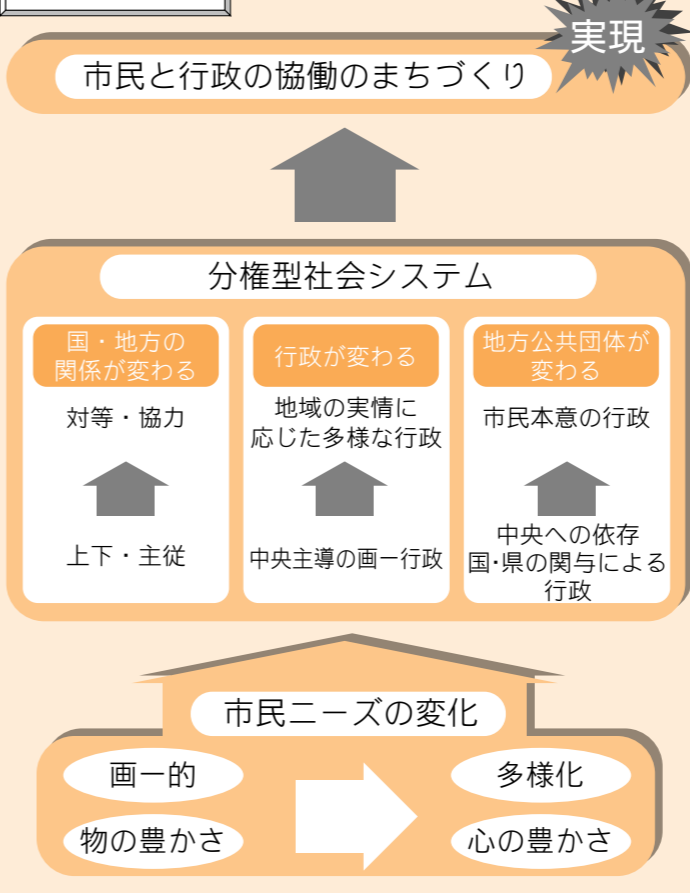 実現
市民と行政の協働のまちづくり
分権型社会システム
国・地方の
関係が変わる
対等・協力
上下・主従
行政が変わる
地域の実情に
応じた多様な行政
中央主導の画一行政
地方公共団体が
変わる
市民本意の行政
中央への依存
国・県の関与による
行政
市民ニーズの変化
画一的
物の豊かさ
多様化
心の豊かさ